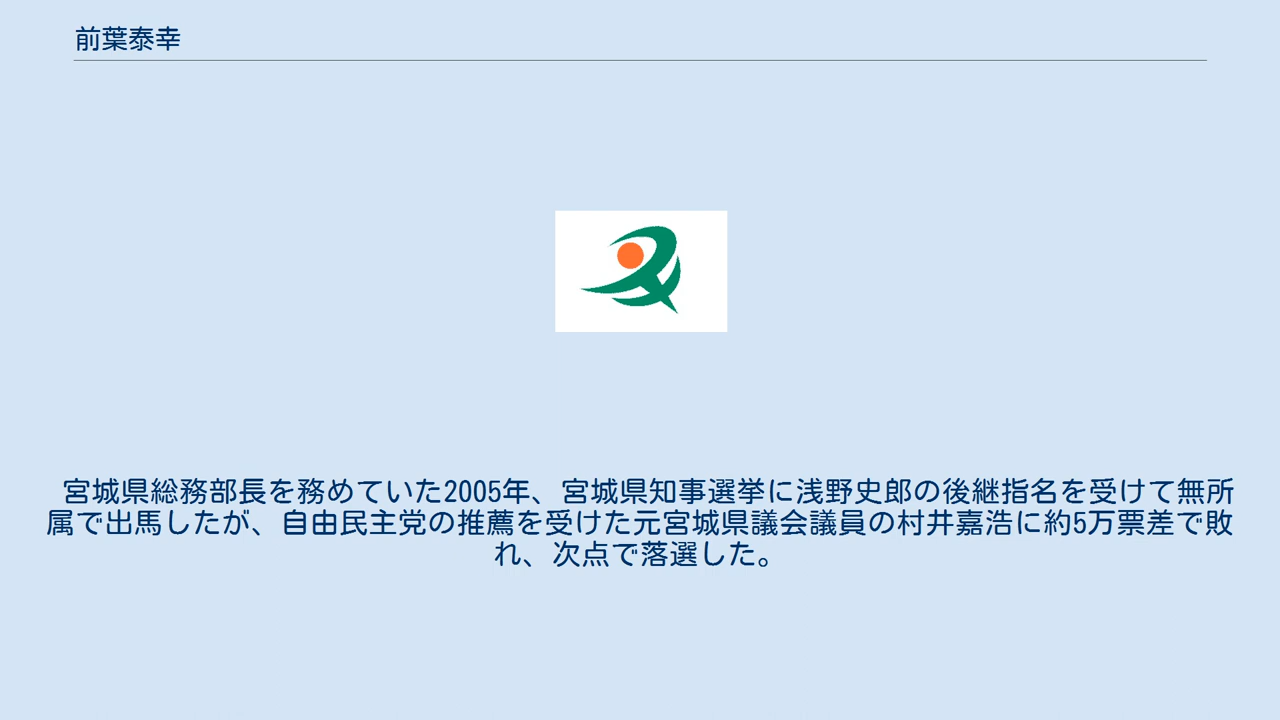 前葉泰幸
宮城県総務部長を務めていた2005年、宮城県知事選挙に浅野史郎の後継指名を受けて無所
属で出馬したが、自由民主党の推薦を受けた元宮城県議会議員の村井嘉浩に約5万票差で敗
れ、次点で落選した。